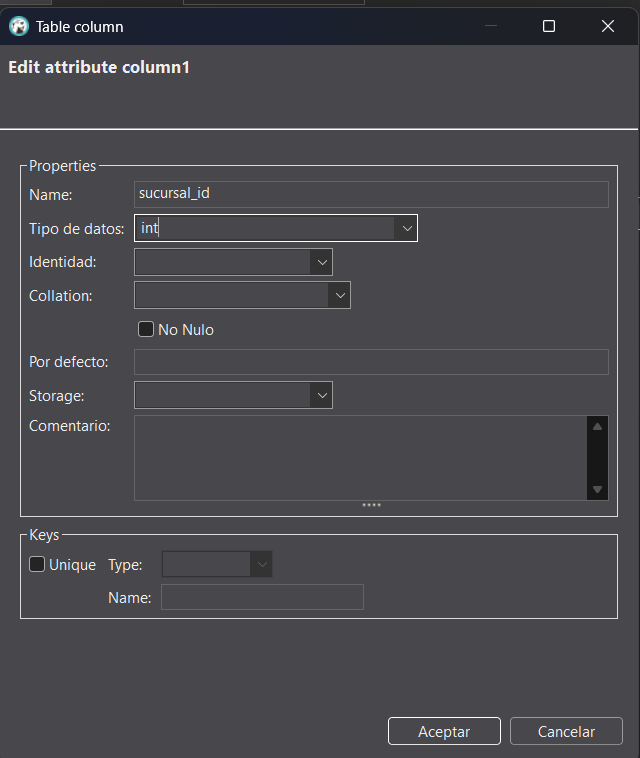 Table column
Edit attribute column1
Properties
Name: sucursal_id
Tipo de datos: int
Identidad:
Collation:
No Nulo
Por defecto:
Storage:
Comentario:
Keys
Unique Type:
Name:
Aceptar Cancelar